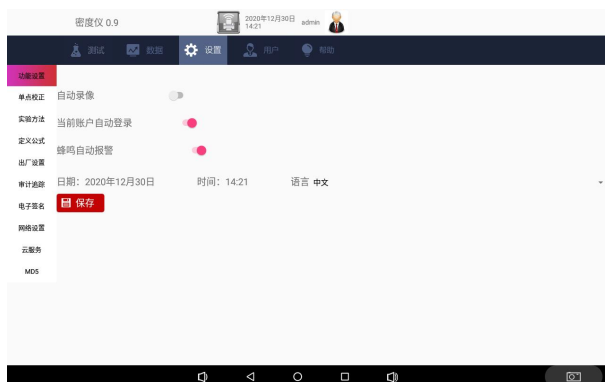 密度仪 0.9
2020年12月30日
14:21
admin
测试 数据 设置 用户 帮助
功能设置
单点校正
实验方法
定义公式
出厂设置
审计追踪
电子签名
网络设置
云服务
MD5
自动录像
当前账户自动登录
蜂鸣自动报警
日期：2020年12月30日 时间：14:21 语言 中文
保存